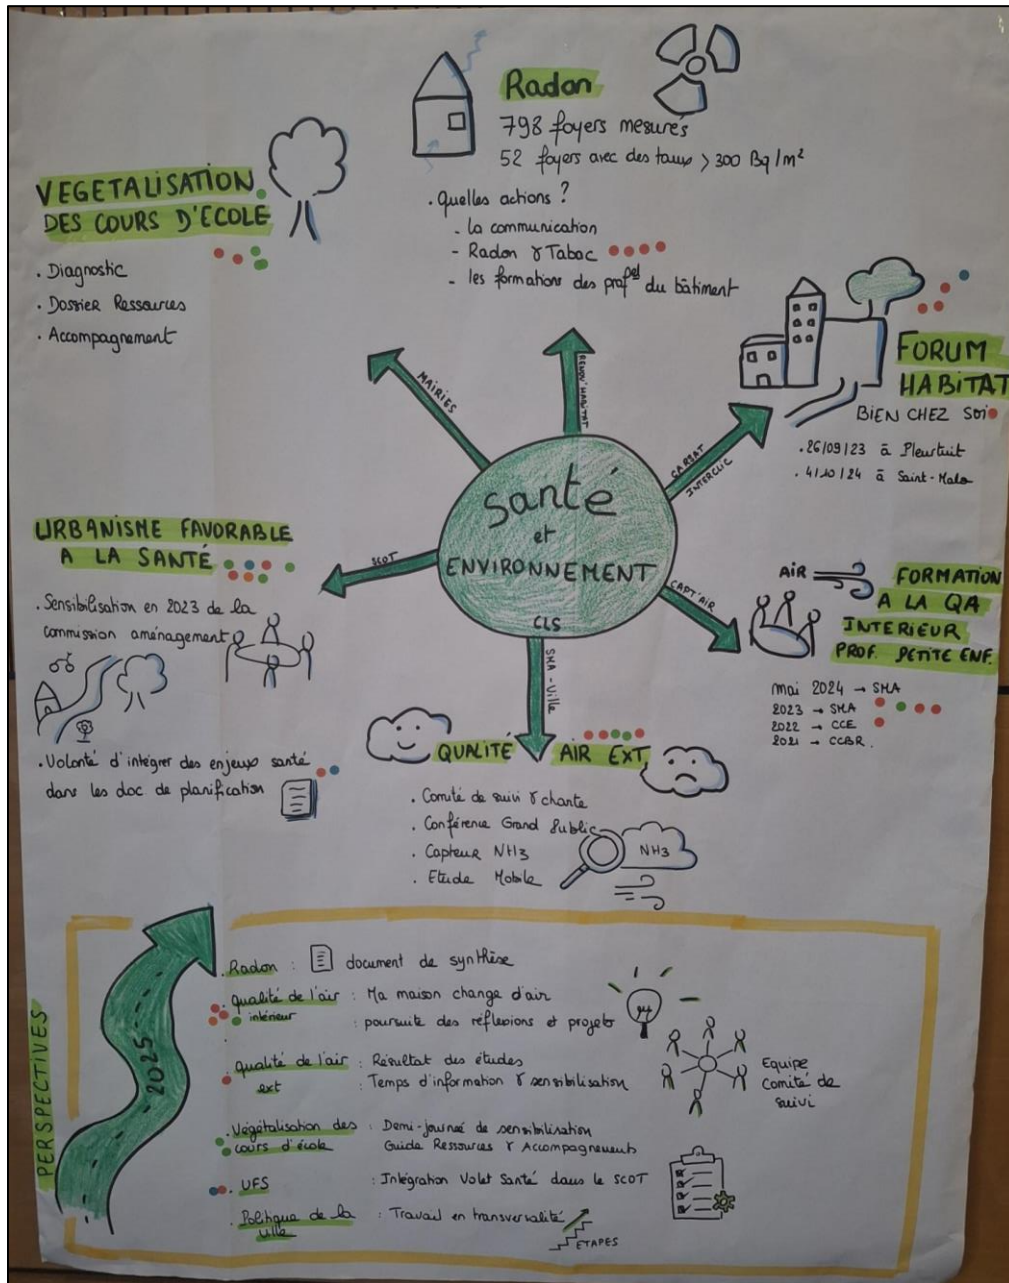 Radon
798 foyers mesurés
52 foyers avec des taux > 300 Bq/m²
. Quelles actions ?
- la communication
- Radon & Tabac
- les formations des prof^el du bâtiment
VEGETALISATION
DES COURS D'ECOLE
. Diagnostic
. Dossier Ressources
. Accompagnement
MAIRIES
RENOV'HABITAT
FORUM
HABITAT
BIEN CHEZ SOI
. 26/09/23 à Pleurtuit
. 4/10/24 à Saint-Malo
CARSAT
INTERCLIC
Santé
et
ENVIRONNEMENT
CLS
URBANISME FAVORABLE
A LA SANTÉ
. Sensibilisation en 2023 de la
commission aménagement
. Volonté d'intégrer des enjeux santé
dans les doc. de planification
SCOT
CAPT'AIR
AIR
FORMATION
A LA QA
INTERIEUR
PROF. PETITE ENF.
mai 2024 → SMA
2023 → SMA
2022 → CCE
2021 → CCBR.
SMA - Ville
QUALITÉ AIR EXT
. Comité de suivi & charte
. Conférence Grand Public
. Capteur NH3
. Etude Mobile
NH3
PERSPECTIVES
2025
. Radon : document de synthèse
. Qualité de l'air : Ma maison change d'air
intérieur : poursuite des réflexions et projets
. Qualité de l'air : Résultat des études
ext : Temps d'information & sensibilisation
Equipe
Comité de
suivi
. Végétalisation des : Demi-journée de sensibilisation
cours d'école Guide Ressources & Accompagnements
. UFS : Intégration Volet Santé dans le SCOT
. Politique de la : Travail en transversalité
ville
ETAPES